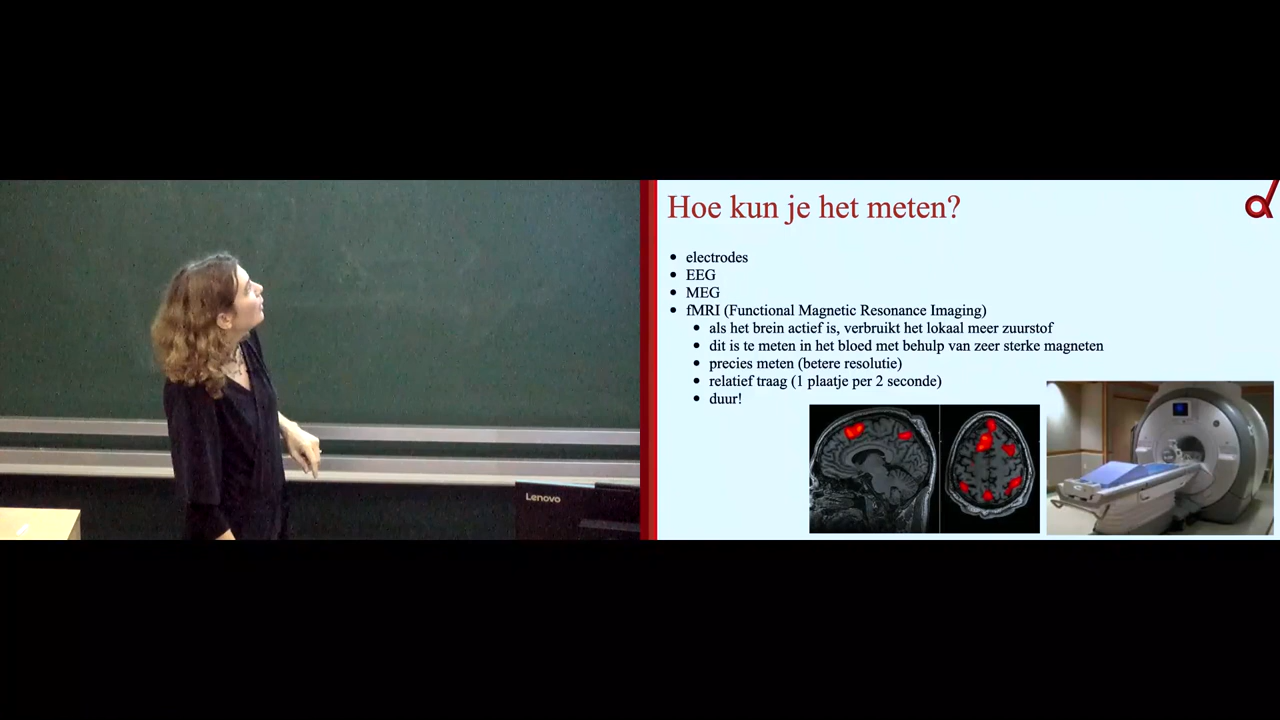 Hoe kun je het meten?
electrodes
EEG
MEG
fMRI (Functional Magnetic Resonance Imaging)
als het brein actief is, verbruikt het lokaal meer zuurstof
dit is te meten in het bloed met behulp van zeer sterke magneten
precies meten (betere resolutie)
relatief traag (1 plaatje per 2 seconde)
duur!
Lenovo